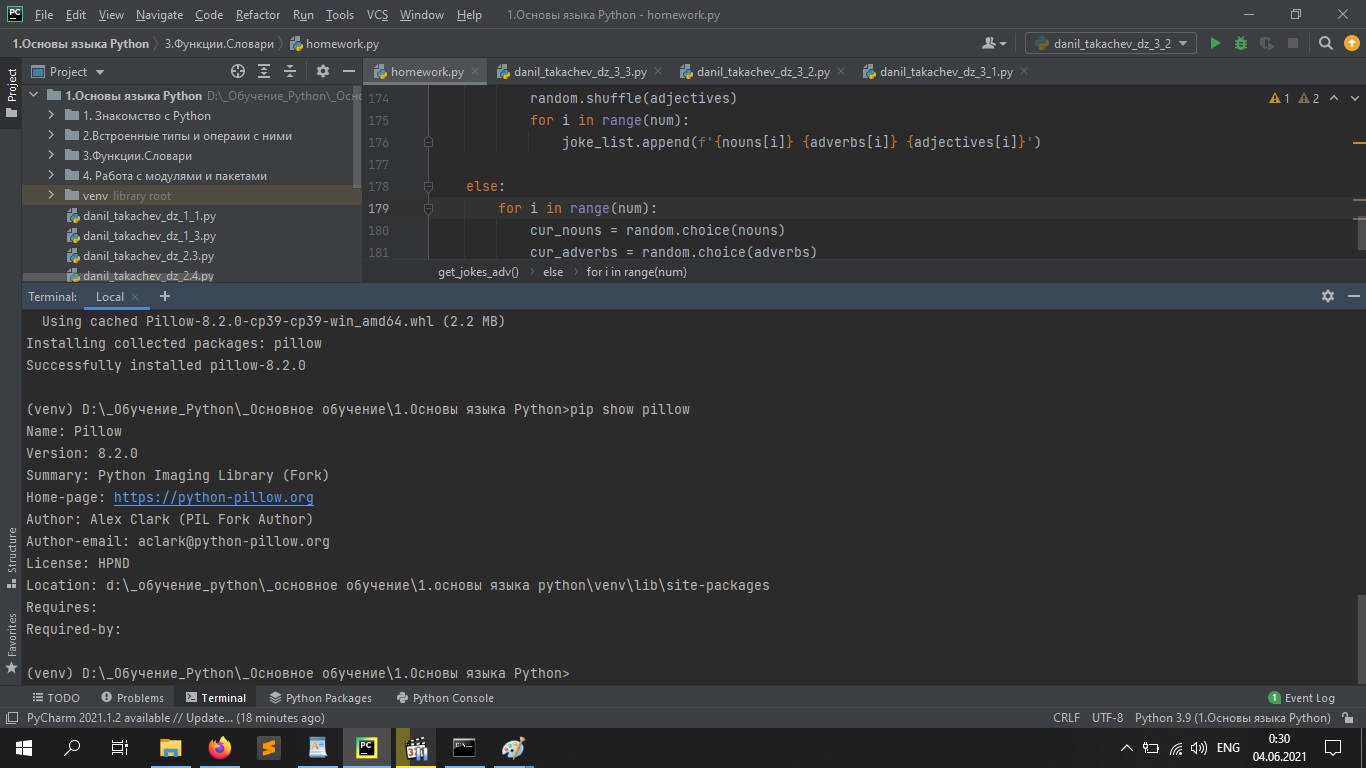 File Edit View Navigate Code Refactor Run Tools VCS Window Help 1.Основы языка Python - homework.py
1.Основы языка Python 3.Функции.Словари homework.py danil_takachev_dz_3_2
Project
Project
homework.py danil_takachev_dz_3_3.py danil_takachev_dz_3_2.py danil_takachev_dz_3_1.py
1.Основы языка Python D:\_Обучение_Python\_Осно
1. Знакомство с Python
2.Встроенные типы и операии с ними
3.Функции.Словари
4. Работа с модулями и пакетами
venv library root
danil_takachev_dz_1_1.py
danil_takachev_dz_1_3.py
danil_takachev_dz_2.3.py
danil_takachev_dz_2.4.py
174 random.shuffle(adjectives)
1 2
175 for i in range(num):
176 joke_list.append(f'{nouns[i]} {adverbs[i]} {adjectives[i]}')
177
178 else:
179 for i in range(num):
180 cur_nouns = random.choice(nouns)
181 cur_adverbs = random.choice(adverbs)
get_jokes_adv() else for i in range(num)
Terminal: Local
Using cached Pillow-8.2.0-cp39-cp39-win_amd64.whl (2.2 MB)
Installing collected packages: pillow
Successfully installed pillow-8.2.0
(venv) D:\_Обучение_Python\_Основное обучение\1.Основы языка Python>pip show pillow
Name: Pillow
Version: 8.2.0
Summary: Python Imaging Library (Fork)
Home-page: https://python-pillow.org
Author: Alex Clark (PIL Fork Author)
Author-email: aclark@python-pillow.org
License: HPND
Location: d:\_обучение_python\_основное обучение\1.основы языка python\venv\lib\site-packages
Requires:
Required-by:
(venv) D:\_Обучение_Python\_Основное обучение\1.Основы языка Python>
Structure
Favorites
TODO Problems Terminal Python Packages Python Console 1 Event Log
PyCharm 2021.1.2 available // Update... (18 minutes ago) CRLF UTF-8 Python 3.9 (1.Основы языка Python)
PC ENG 0:30
04.06.2021